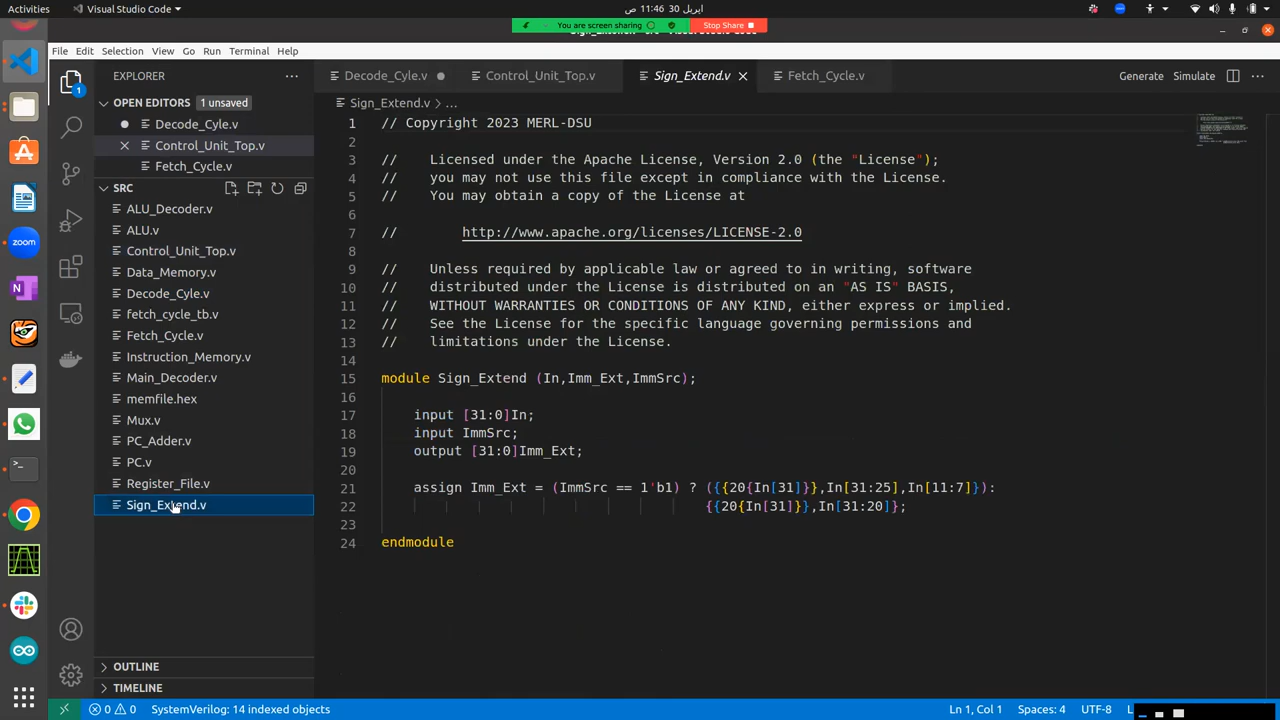 Activities
Visual Studio Code
ابريل 30 11:46 ص
You are screen sharing
Stop Share
File Edit Selection View Go Run Terminal Help
EXPLORER
Decode_Cyle.v
Control_Unit_Top.v
Sign_Extend.v
Fetch_Cycle.v
Generate
Simulate
OPEN EDITORS
1 unsaved
Decode_Cyle.v
Control_Unit_Top.v
Fetch_Cycle.v
SRC
ALU_Decoder.v
ALU.v
Control_Unit_Top.v
Data_Memory.v
Decode_Cyle.v
fetch_cycle_tb.v
Fetch_Cycle.v
Instruction_Memory.v
Main_Decoder.v
memfile.hex
Mux.v
PC_Adder.v
PC.v
Register_File.v
Sign_Extend.v
OUTLINE
TIMELINE
Sign_Extend.v > ...
1 // Copyright 2023 MERL-DSU
2
3 // Licensed under the Apache License, Version 2.0 (the "License");
4 // you may not use this file except in compliance with the License.
5 // You may obtain a copy of the License at
6
7 // http://www.apache.org/licenses/LICENSE-2.0
8
9 // Unless required by applicable law or agreed to in writing, software
10 // distributed under the License is distributed on an "AS IS" BASIS,
11 // WITHOUT WARRANTIES OR CONDITIONS OF ANY KIND, either express or implied.
12 // See the License for the specific language governing permissions and
13 // limitations under the License.
14
15 module Sign_Extend (In,Imm_Ext,ImmSrc);
16
17 input [31:0]In;
18 input ImmSrc;
19 output [31:0]Imm_Ext;
20
21 assign Imm_Ext = (ImmSrc == 1'b1) ? ({{20{In[31]}},In[31:25],In[11:7]}):
22 {{20{In[31]}},In[31:20]};
23
24 endmodule
1
zoom
0 0
SystemVerilog: 14 indexed objects
Ln 1, Col 1
Spaces: 4
UTF-8